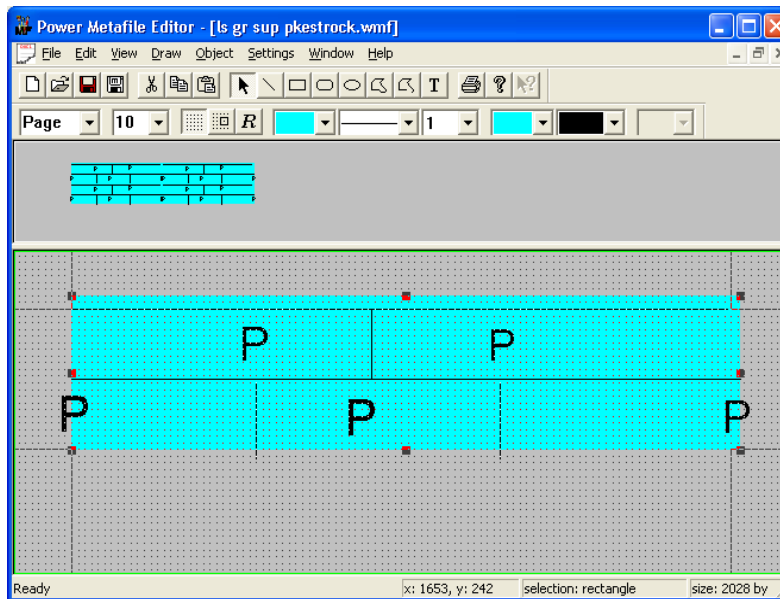 Power Metafile Editor - [ls gr sup pkestrock.wmf]
File Edit View Draw Object Settings Window Help
T ? ?
Page 10 R 1
P P
P P P
Ready x: 1653, y: 242 selection: rectangle size: 2028 by